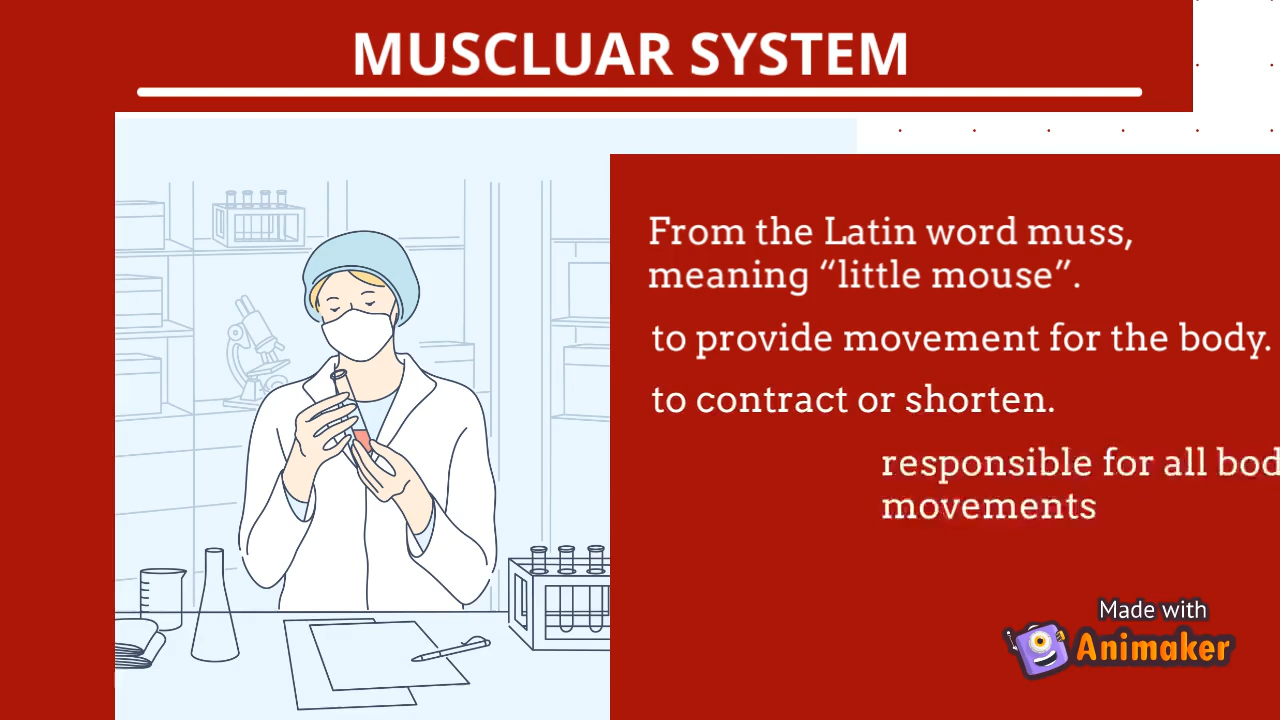 MUSCLUAR SYSTEM
From the Latin word muss,
meaning “little mouse”.
to provide movement for the body.
to contract or shorten.
responsible for all bod
movements
Made with
Animaker